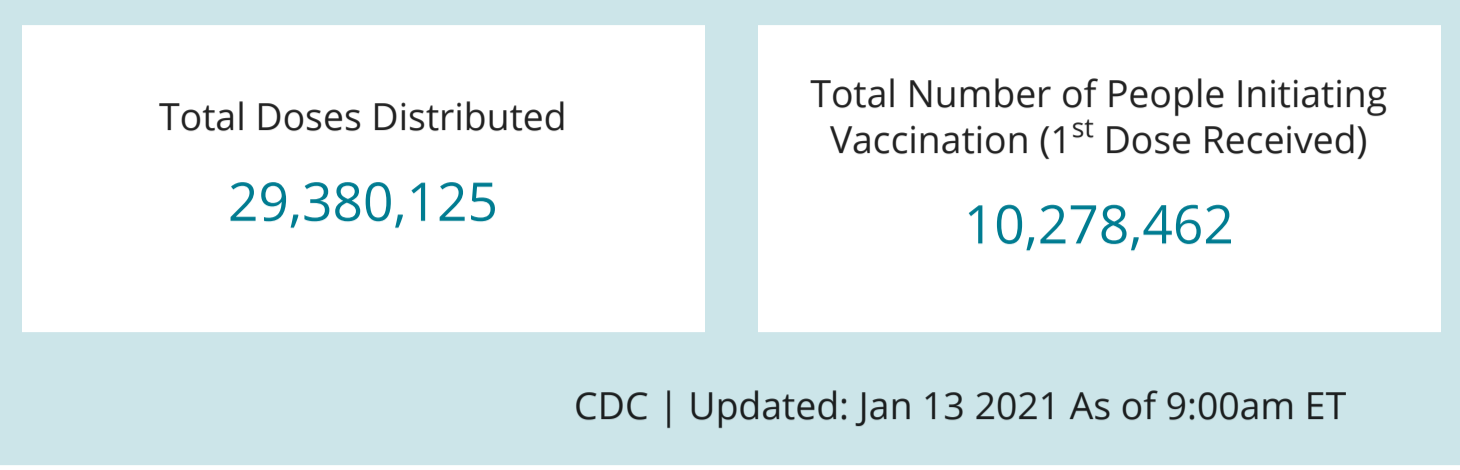 Total Doses Distributed
29,380,125
Total Number of People Initiating
Vaccination (1st Dose Received)
10,278,462
CDC | Updated: Jan 13 2021 As of 9:00am ET